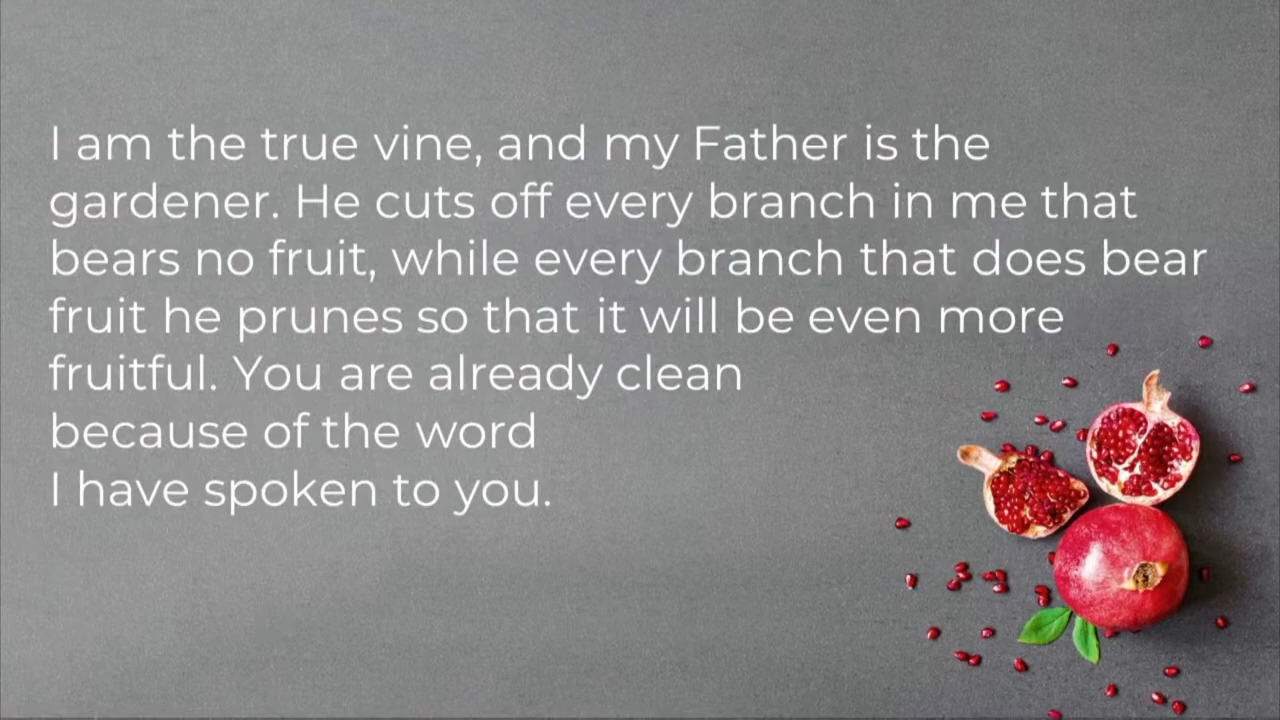 I am the true vine, and my Father is the
gardener. He cuts off every branch in me that
bears no fruit, while every branch that does bear
fruit he prunes so that it will be even more
fruitful. You are already clean
because of the word
I have spoken to you.